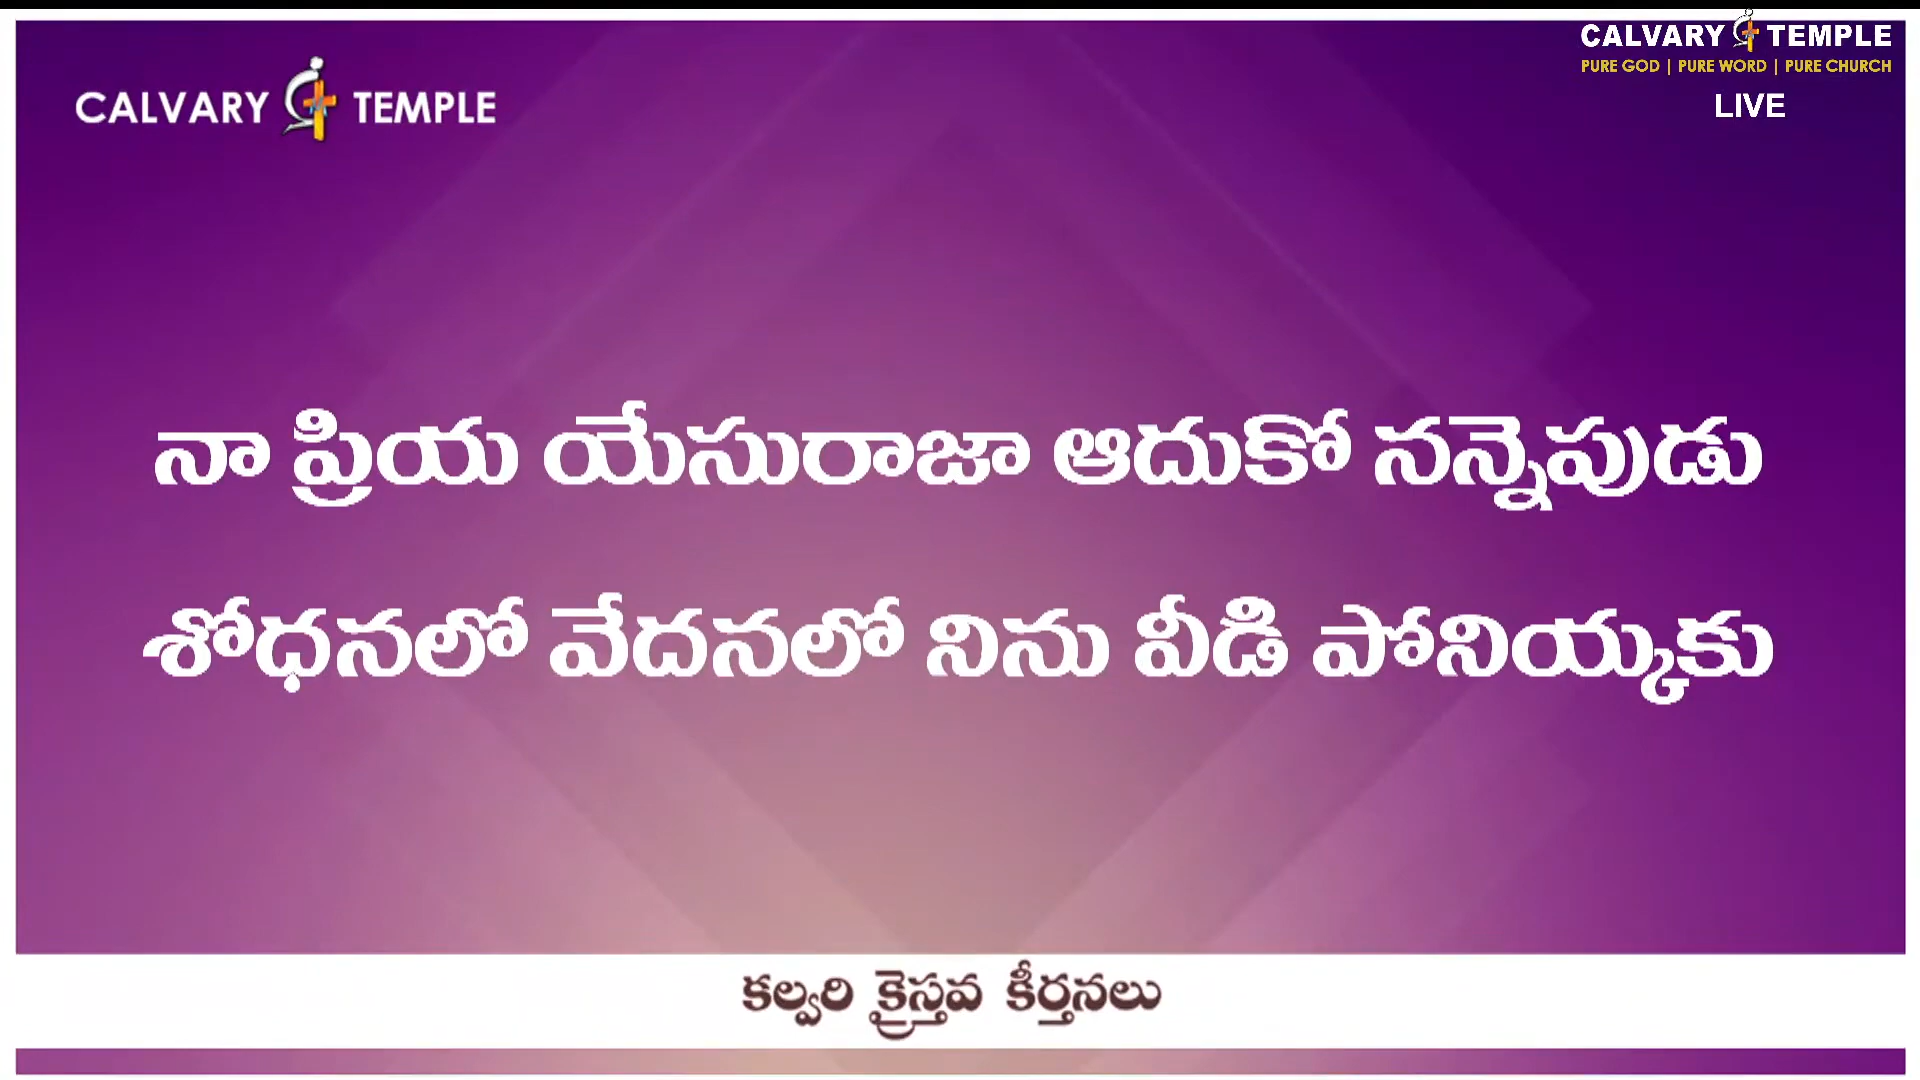 CALVARY TEMPLE
PURE GOD | PURE WORD | PURE CHURCH
LIVE
CALVARY TEMPLE
నా ప్రియ యేసురాజా ఆదుకో నన్నెపుడు
శోధనలో వేదనలో నిను వీడి పోనియ్యకు
కల్వరి క్రైస్తవ కీర్తనలు